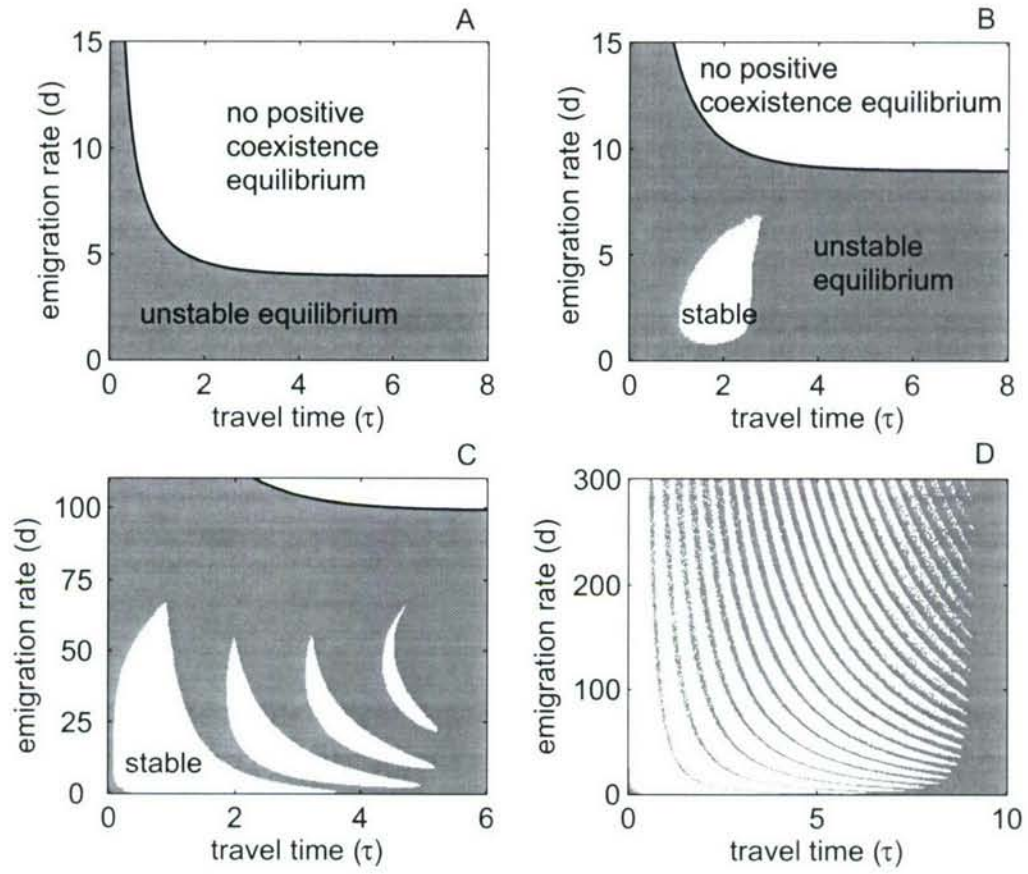 A
15
10
5
0
emigration rate (d)
no positive
coexistence
equilibrium
unstable equilibrium
0 2 4 6 8
travel time (τ)
B
15
10
5
0
emigration rate (d)
no positive
coexistence equilibrium
unstable
equilibrium
stable
0 2 4 6 8
travel time (τ)
C
100
75
50
25
0
emigration rate (d)
stable
0 2 4 6
travel time (τ)
D
300
200
100
0
emigration rate (d)
0 5 10
travel time (τ)